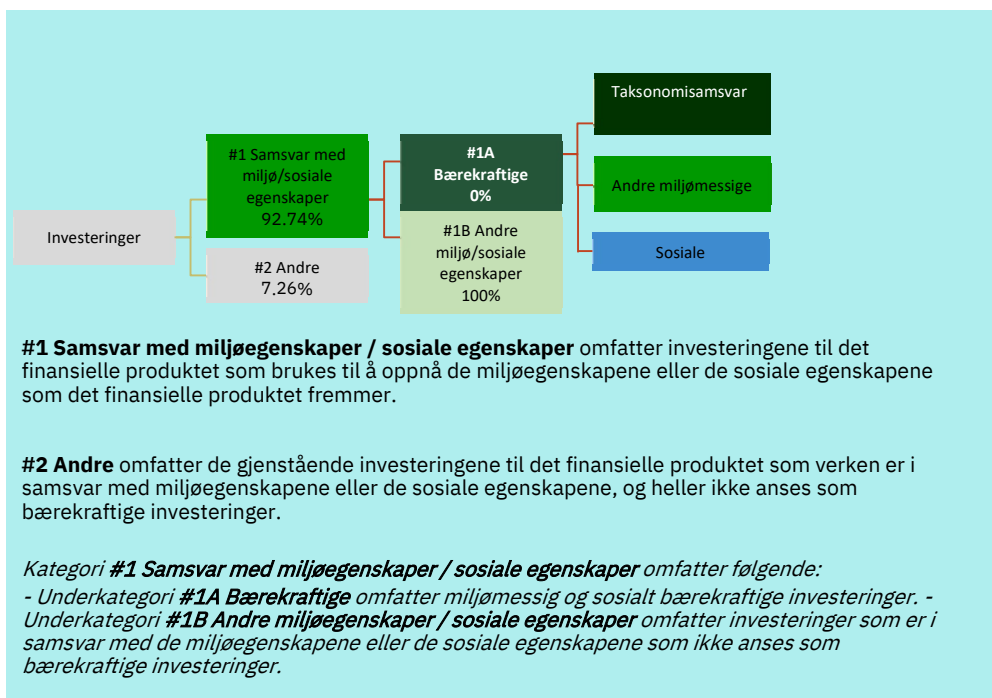 Taksonomisamsvar
#1 Samsvar med
miljø/sosiale
egenskaper
92.74%
#1A
Bærekraftige
0%
Andre miljømessige
Investeringer
#1B Andre
miljø/sosiale
egenskaper
100%
Sosiale
#2 Andre
7.26%
#1 Samsvar med miljøegenskaper / sosiale egenskaper omfatter investeringene til det
finansielle produktet som brukes til å oppnå de miljøegenskapene eller de sosiale egenskapene
som det finansielle produktet fremmer.
#2 Andre omfatter de gjenstående investeringene til det finansielle produktet som verken er i
samsvar med miljøegenskapene eller de sosiale egenskapene, og heller ikke anses som
bærekraftige investeringer.
Kategori #1 Samsvar med miljøegenskaper / sosiale egenskaper omfatter følgende:
- Underkategori #1A Bærekraftige omfatter miljømessig og sosialt bærekraftige investeringer. -
Underkategori #1B Andre miljøegenskaper / sosiale egenskaper omfatter investeringer som er i
samsvar med de miljøegenskapene eller de sosiale egenskapene som ikke anses som
bærekraftige investeringer.